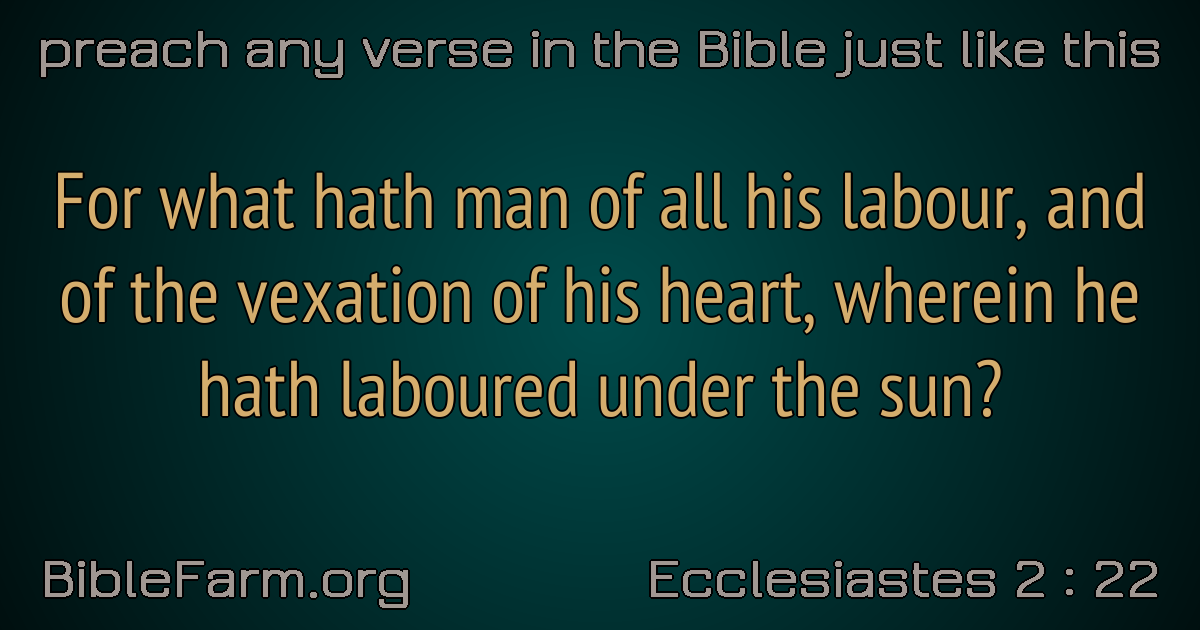 preach any verse in the Bible just like this
For what hath man of all his labour, and
of the vexation of his heart, wherein he
hath laboured under the sun?
BibleFarm.org
Ecclesiastes 2 : 22